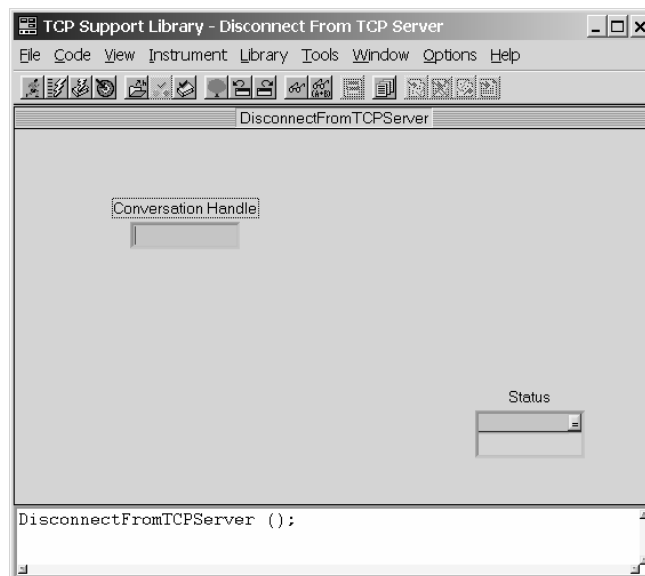 TCP Support Library - Disconnect From TCP Server
File Code View Instrument Library Tools Window Options Help
DisconnectFromTCPServer
Conversation Handle
Status
DisconnectFromTCPServer ();